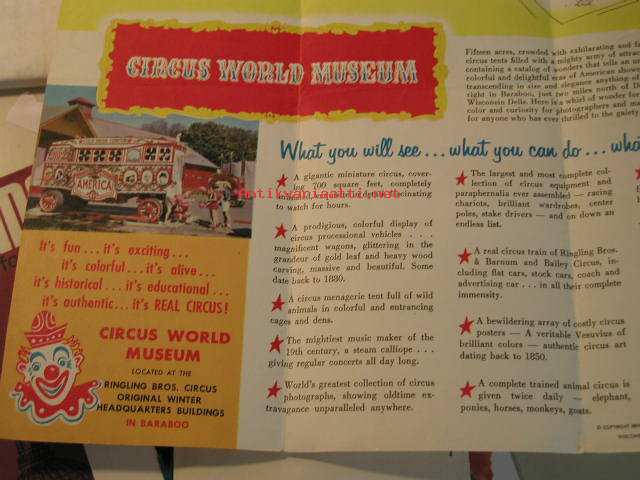 CIRCUS WORLD MUSEUM
Fifteen acres, crowded with exhilarating and
circus tents filled with a mighty army of
containing a catalog of wonders that tells an
colorful and delightful eras of American
transcending in size and elegance anything
right in Baraboo, just two miles north of
Wisconsin Dells. Here is a whirl of wonder for
color and curiosity for photographers and
for anyone who has ever thrilled to the gaiety
What you will see . . . what you can do . . .
AMERICA
It's fun . . . it's exciting . . .
it's colorful . . . it's alive . . .
it's historical . . . it's educational . . .
it's authentic . . . it's REAL CIRCUS!
CIRCUS WORLD
MUSEUM
LOCATED AT THE
RINGLING BROS. CIRCUS
ORIGINAL WINTER
HEADQUARTERS BUILDINGS
IN BARABOO
A gigantic miniature circus, cover-
ing 700 square feet, completely
to watch for hours.
A prodigious, colorful display of
circus processional vehicles . . . .
magnificent wagons, glittering in the
grandeur of gold leaf and heavy wood
carving, massive and beautiful. Some
date back to 1880.
A circus menagerie tent full of wild
animals in colorful and entrancing
cages and dens.
The mightiest music maker of the
19th century, a steam calliope . . .
giving regular concerts all day long.
World's greatest collection of circus
photographs, showing oldtime ex-
travagance unparalleled anywhere.
The largest and most complete col-
lection of circus equipment and
paraphernalia ever assembled — racing
chariots, brilliant wardrobes, center
poles, stake drivers — and on down an
endless list.
A real circus train of Ringling Bros.
& Barnum and Bailey Circus, in-
cluding flat cars, stock cars, coach and
advertising car . . . in all their complete
immensity.
A bewildering array of costly circus
posters — A veritable Vesuvius of
brilliant colors — authentic circus art
dating back to 1850.
A complete trained animal circus is
given twice daily — elephant,
ponies, horses, monkeys, goats.
© COPYRIGHT